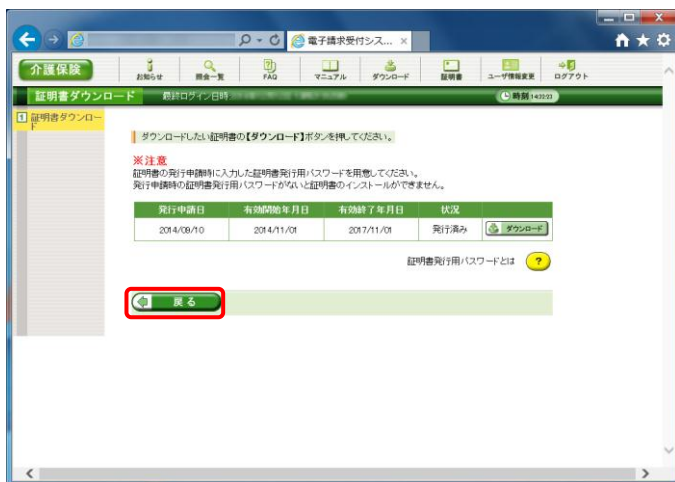 電子請求受付シス... ×
介護保険
お知らせ 照会一覧 FAQ マニュアル ダウンロード 証明書 ユーザ情報変更 ログアウト
証明書ダウンロード 最終ログイン日時 時刻
1 証明書ダウンロー
ド
ダウンロードしたい証明書の【ダウンロード】ボタンを押してください。
※注意
証明書の発行申請時に入力した証明書発行用パスワードを用意してください。
発行申請時の証明書発行用パスワードがないと証明書のインストールができません。
発行申請日 有効開始年月日 有効終了年月日 状況
2014/09/10 2014/11/01 2017/11/01 発行済み ダウンロード
証明書発行用パスワードとは ?
戻る